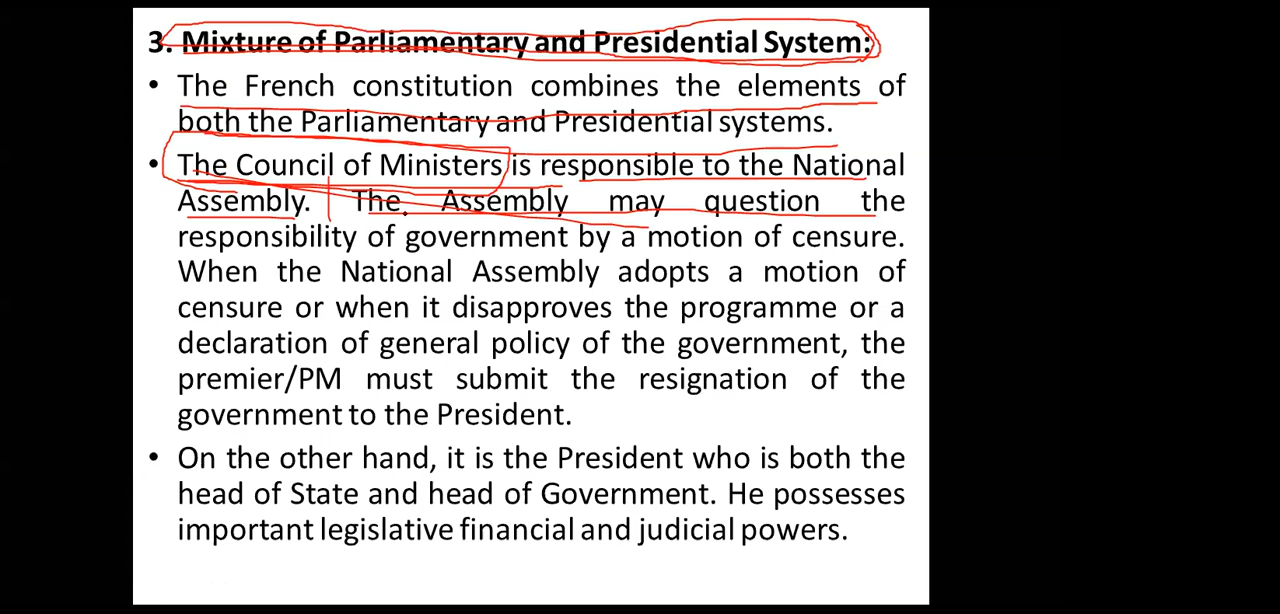 3. Mixture of Parliamentary and Presidential System:
• The French constitution combines the elements of
both the Parliamentary and Presidential systems.
• The Council of Ministers is responsible to the National
Assembly. The Assembly may question the
responsibility of government by a motion of censure.
When the National Assembly adopts a motion of
censure or when it disapproves the programme or a
declaration of general policy of the government, the
premier/PM must submit the resignation of the
government to the President.
• On the other hand, it is the President who is both the
head of State and head of Government. He possesses
important legislative financial and judicial powers.